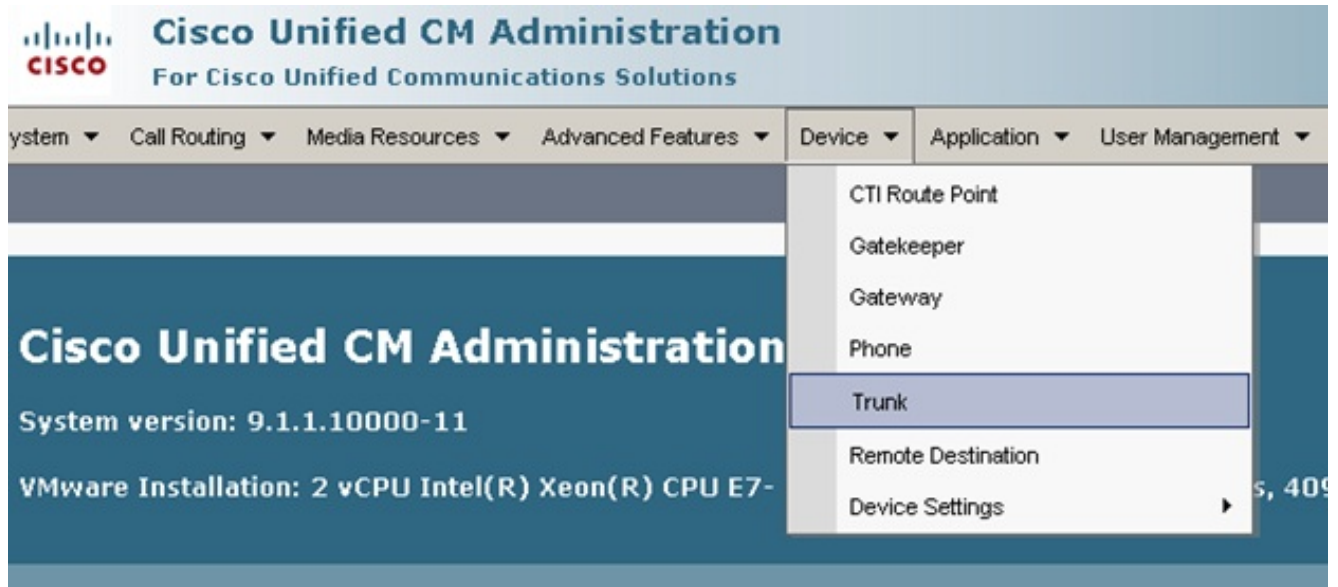 CISCO
Cisco Unified CM Administration
For Cisco Unified Communications Solutions
ystem Call Routing Media Resources Advanced Features Device Application User Management
CTI Route Point
Gatekeeper
Gateway
Phone
Trunk
Remote Destination
Device Settings
Cisco Unified CM Administration
System version: 9.1.1.10000-11
VMware Installation: 2 vCPU Intel(R) Xeon(R) CPU E7- s, 409